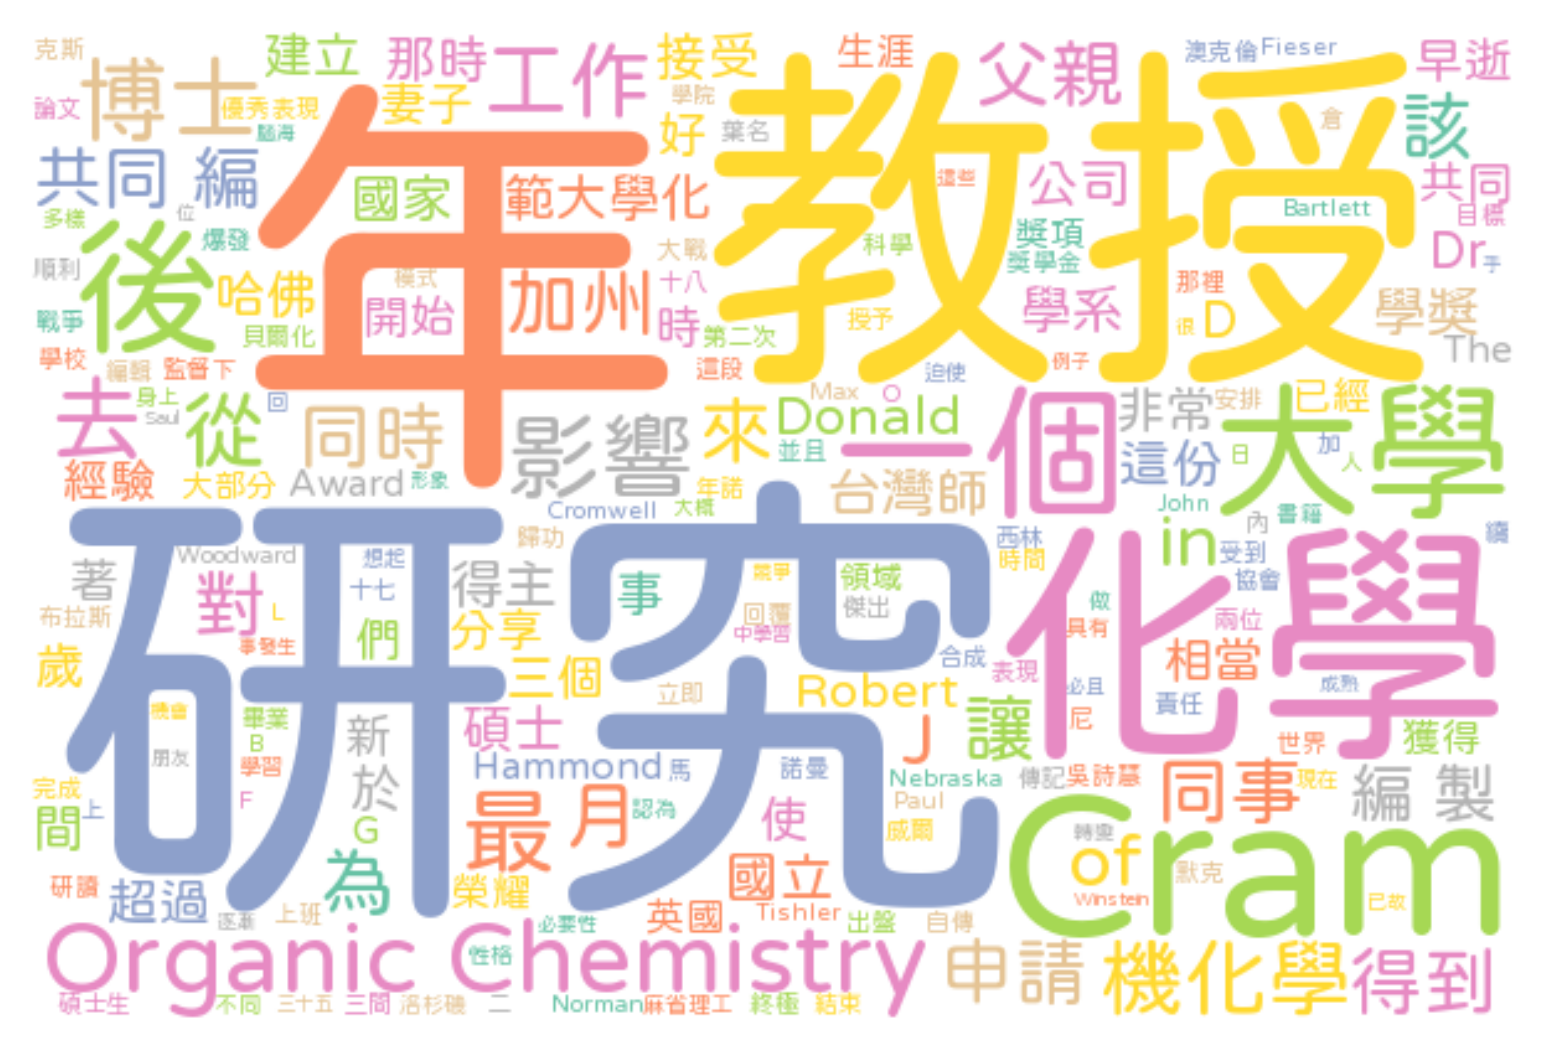 克斯 建立 那時 工作 接受 生涯 父親 澳克倫 Fieser 早逝
論文 博士 優秀表現 妻子 學院 教授 倉 該
腦海 年 好 葉名
共同 編 國家 範大學化 這些 公司 Bartlett 共同
多樣 位 爆發 大戰 科學 獎項 目標
順利 後 哈佛 模式 加州 十八 獎學金 那裡 Dr 手
戰爭 貝爾化 開始 時 第二次 授予 學系 很 D 學獎
學校 編輯 監督下 這段 迫使 例子 The
去 身上 Saul 從 回 同時 影響 來 Max O Donald 一個 非常 安排 已經 大學
經驗 大部分 Award 形象 年諾 並且 台灣師 這份 日 加 人
Cromwell 大概 John in 內 書籍
研究 歸功 西林 化學 受到 續
著 Woodward 想起 得主 競爭 領域 時間 協會
布拉斯 對 L 十七 事 回覆 傑出 做 兩位
歲 事發生 們 分享 中學習 合成 具有 相當
機會 三個 立即 Robert 表現 必且 責任 成熟
畢業 B 新 碩士 J 讓 尼 世界 獲得
朋友 學習 Hammond 馬 諾曼 Nebraska 傳記 吳詩慧 同事 現在
完成 上 F 於 最 月 認為 使 Paul 編 製
間 G 威爾 轉變 Cram
研讀 超過 為 榮耀 國立 of 默克
逐漸 上班 必要性 英國 Tishler 出盤 自傳 Winstein 已故
Organic Chemistry 性格 申請 機化學 得到
碩士生 不同 三十五 三間 洛杉磯 二 Norman 麻省理工 終極 結束